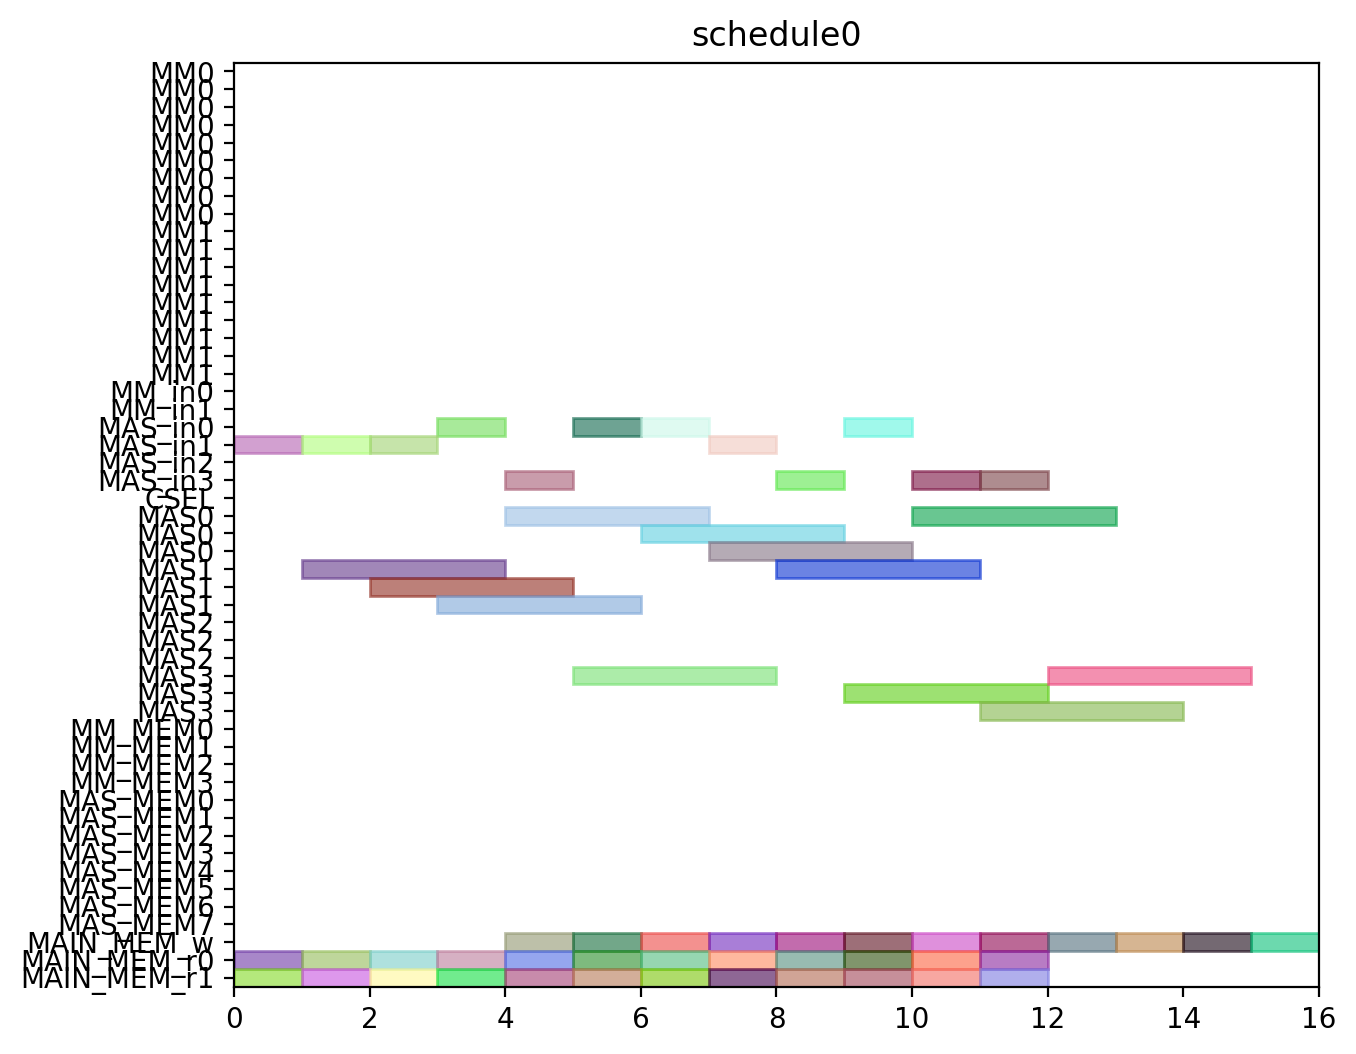 schedule0
MM0
MM0
MM0
MM0
MM0
MM0
MM0
MM0
MM0
MM1
MM1
MM1
MM1
MM1
MM1
MM1
MM1
MM1
MM_in0
MM_in1
MAS_in0
MAS_in1
MAS_in2
MAS_in3
CSEL
MAS0
MAS0
MAS0
MAS1
MAS1
MAS1
MAS2
MAS2
MAS2
MAS3
MAS3
MAS3
MM_MEM0
MM_MEM1
MM_MEM2
MM_MEM3
MAS_MEM0
MAS_MEM1
MAS_MEM2
MAS_MEM3
MAS_MEM4
MAS_MEM5
MAS_MEM6
MAS_MEM7
MAIN_MEM_w
MAIN_MEM_r0
MAIN_MEM_r1
0 2 4 6 8 10 12 14 16